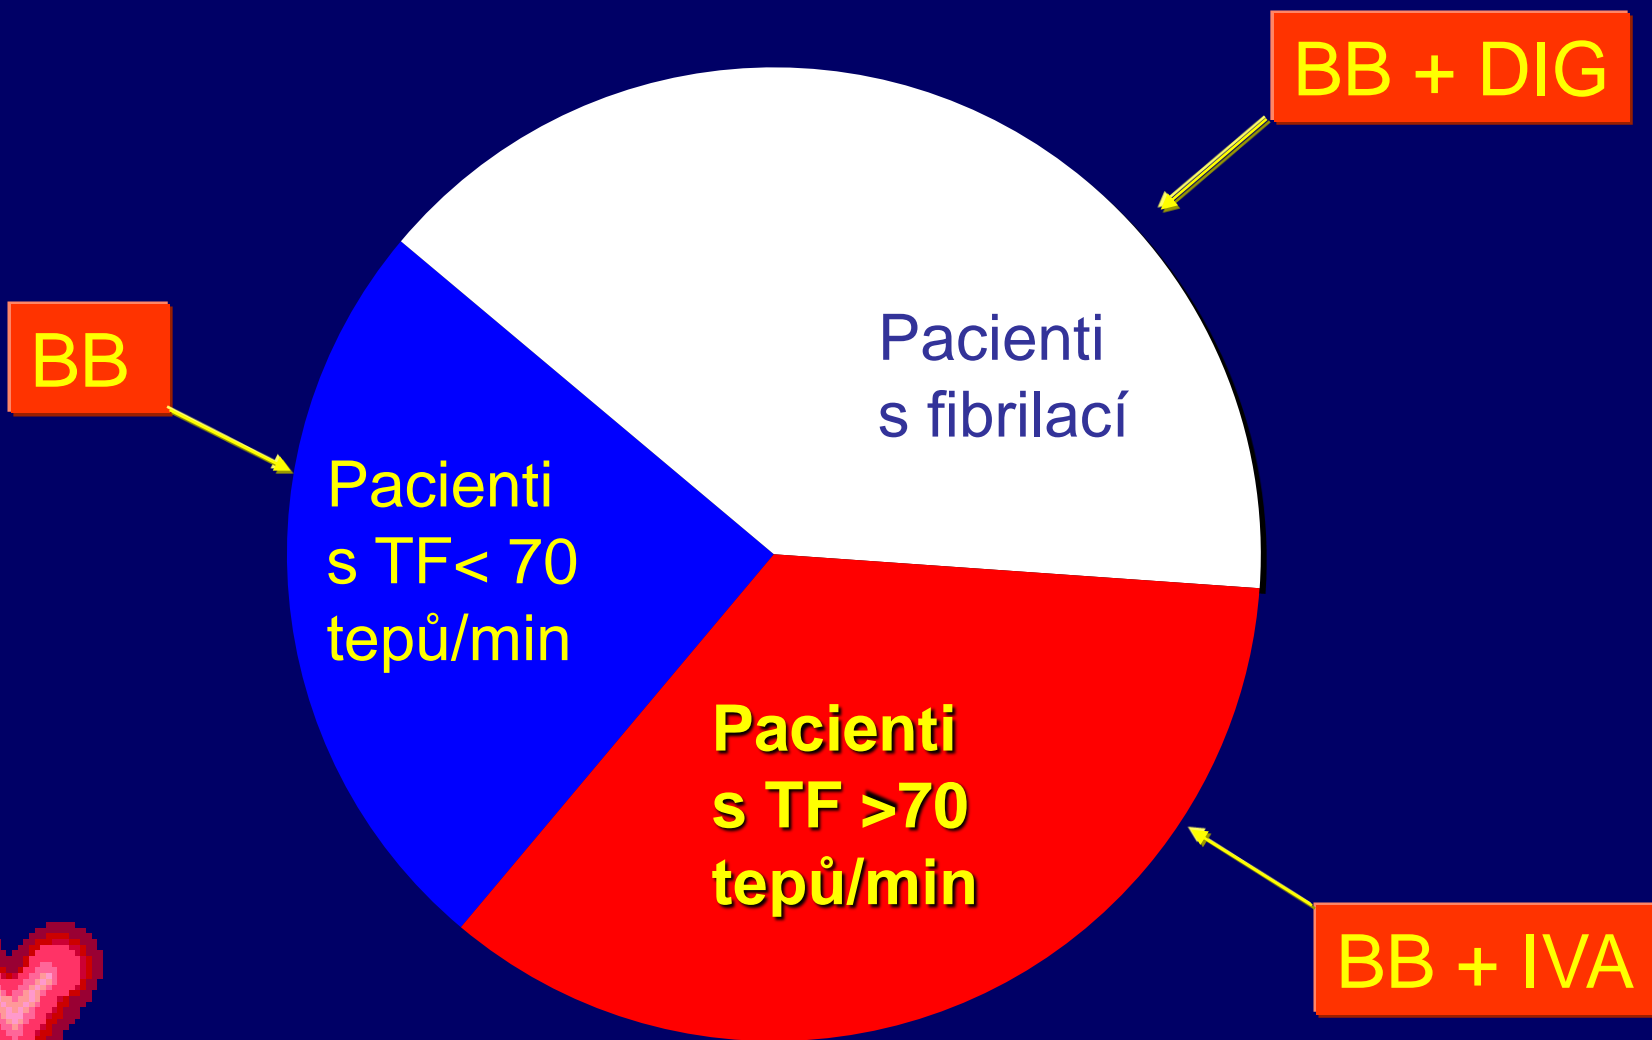 BB + DIG
Pacienti
s fibrilací
BB
Pacienti
s TF< 70
tepů/min
Pacienti
s TF >70
tepů/min
BB + IVA